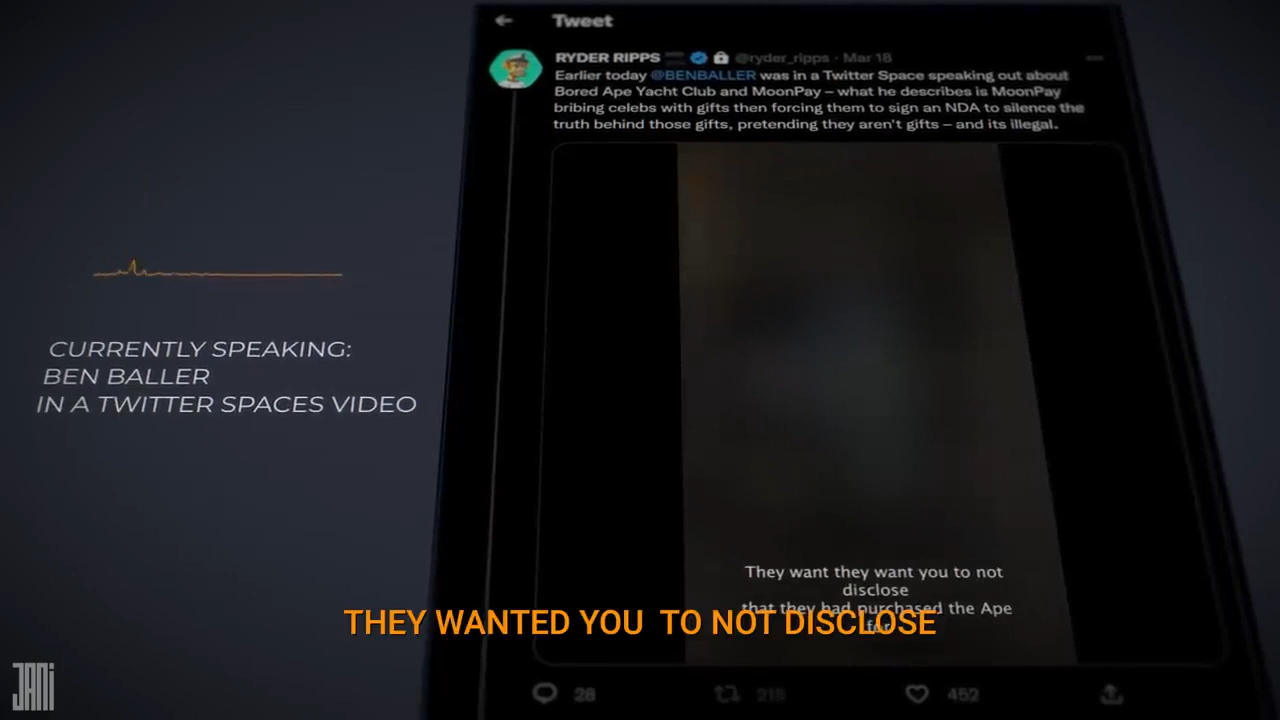 Tweet
RYDER RIPPS @ryder_ripps · Mar 18
Earlier today @BENBALLER was in a Twitter Space speaking out about
Bored Ape Yacht Club and MoonPay – what he describes is MoonPay
bribing celebs with gifts then forcing them to sign an NDA to silence the
truth behind those gifts, pretending they aren't gifts – and its illegal.
CURRENTLY SPEAKING:
BEN BALLER
IN A TWITTER SPACES VIDEO
They want they want you to not
disclose
that they had purchased the Ape
for
THEY WANTED YOU TO NOT DISCLOSE
28 218 452
JANi